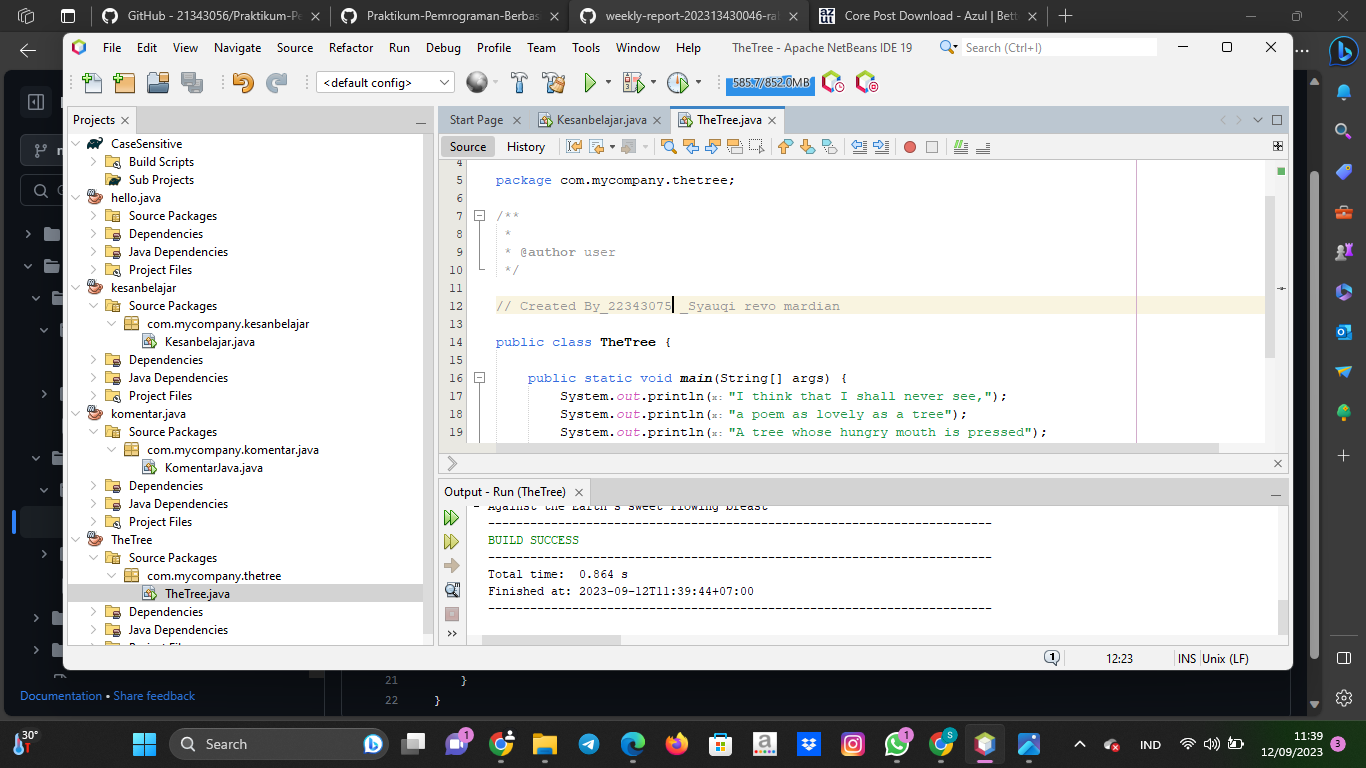 GitHub - 21343056/Praktikum-Pe
Praktikum-Pemrograman-Berbas
weekly-report-202313430046-ral
Core Post Download - Azul | Bett
File Edit View Navigate Source Refactor Run Debug Profile Team Tools Window Help
TheTree - Apache NetBeans IDE 19
Search (Ctrl+I)
<default config>
585.7/852.0MB
Projects
Start Page
Kesanbelajar.java
TheTree.java
Source
History
CaseSensitive
Build Scripts
Sub Projects
hello.java
Source Packages
Dependencies
Java Dependencies
Project Files
kesanbelajar
Source Packages
com.mycompany.kesanbelajar
Kesanbelajar.java
Dependencies
Java Dependencies
Project Files
komentar.java
Source Packages
com.mycompany.komentar.java
KomentarJava.java
Dependencies
Java Dependencies
Project Files
TheTree
Source Packages
com.mycompany.thetree
TheTree.java
Dependencies
Java Dependencies
Project Files
4
5 package com.mycompany.thetree;
6
7 /**
8 *
9 * @author user
10 */
11
12 // Created By_22343075 _Syauqi revo mardian
13
14 public class TheTree {
15
16 public static void main(String[] args) {
17 System.out.println(x: "I think that I shall never see,");
18 System.out.println(x: "a poem as lovely as a tree");
19 System.out.println(x: "A tree whose hungry mouth is pressed");
Output - Run (TheTree)
- Against the Earth's sweet flowing breast
------------------------------------------------------------------------
BUILD SUCCESS
------------------------------------------------------------------------
Total time: 0.864 s
Finished at: 2023-09-12T11:39:44+07:00
------------------------------------------------------------------------
1
12:23
INS
Unix (LF)
21 }
22 }
Documentation • Share feedback
30°
Search
1
1
S
IND
11:39
12/09/2023
3